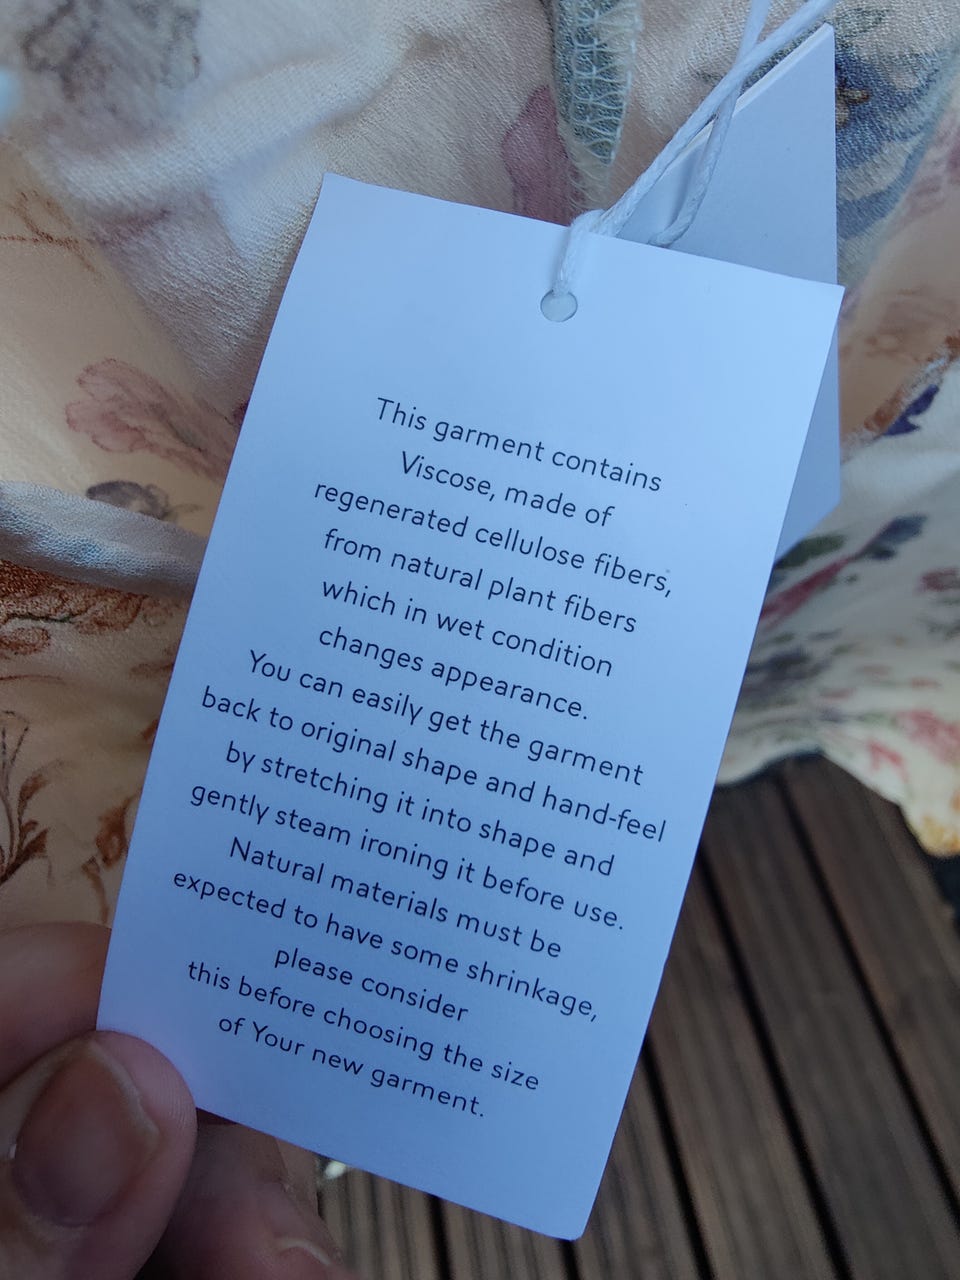 This garment contains
Viscose, made of
regenerated cellulose fibers,
from natural plant fibers
which in wet condition
changes appearance.
You can easily get the garment
back to original shape and hand-feel
by stretching it into shape and
gently steam ironing it before use.
Natural materials must be
expected to have some shrinkage,
please consider
this before choosing the size
of Your new garment.